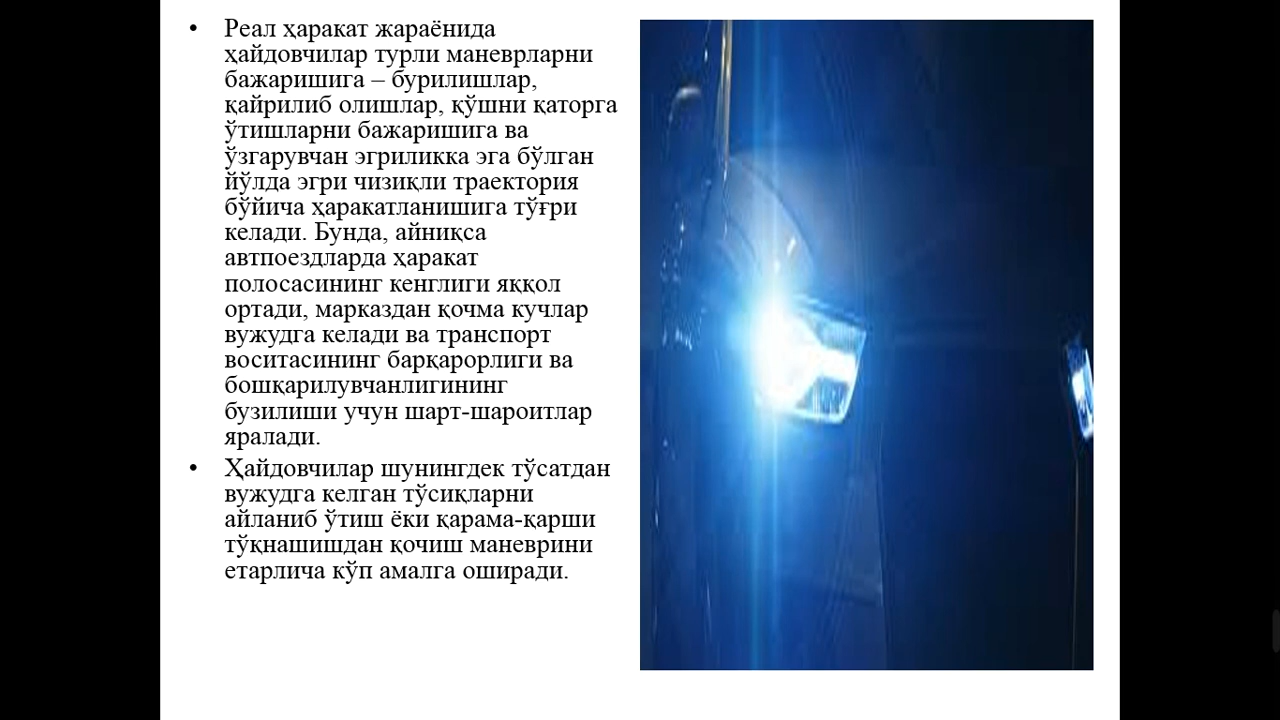 • Реал ҳаракат жараёнида
ҳайдовчилар турли маневрларни
бажаришига – бурилишлар,
қайрилиб олишлар, қўшни қаторга
ўтишларни бажаришига ва
ўзгарувчан эгриликка эга бўлган
йўлда эгри чизиқли траектория
бўйича ҳаракатланишига тўғри
келади. Бунда, айниқса
автпоездларда ҳаракат
полосасининг кенглиги яққол
ортади, марказдан қочма кучлар
вужудга келади ва транспорт
воситасининг барқарорлиги ва
бошқарилувчанлигининг
бузилиши учун шарт-шароитлар
яралади.
• Ҳайдовчилар шунингдек тўсатдан
вужудга келган тўсиқларни
айланиб ўтиш ёки қарама-қарши
тўқнашишдан қочиш маневрини
етарлича кўп амалга оширади.